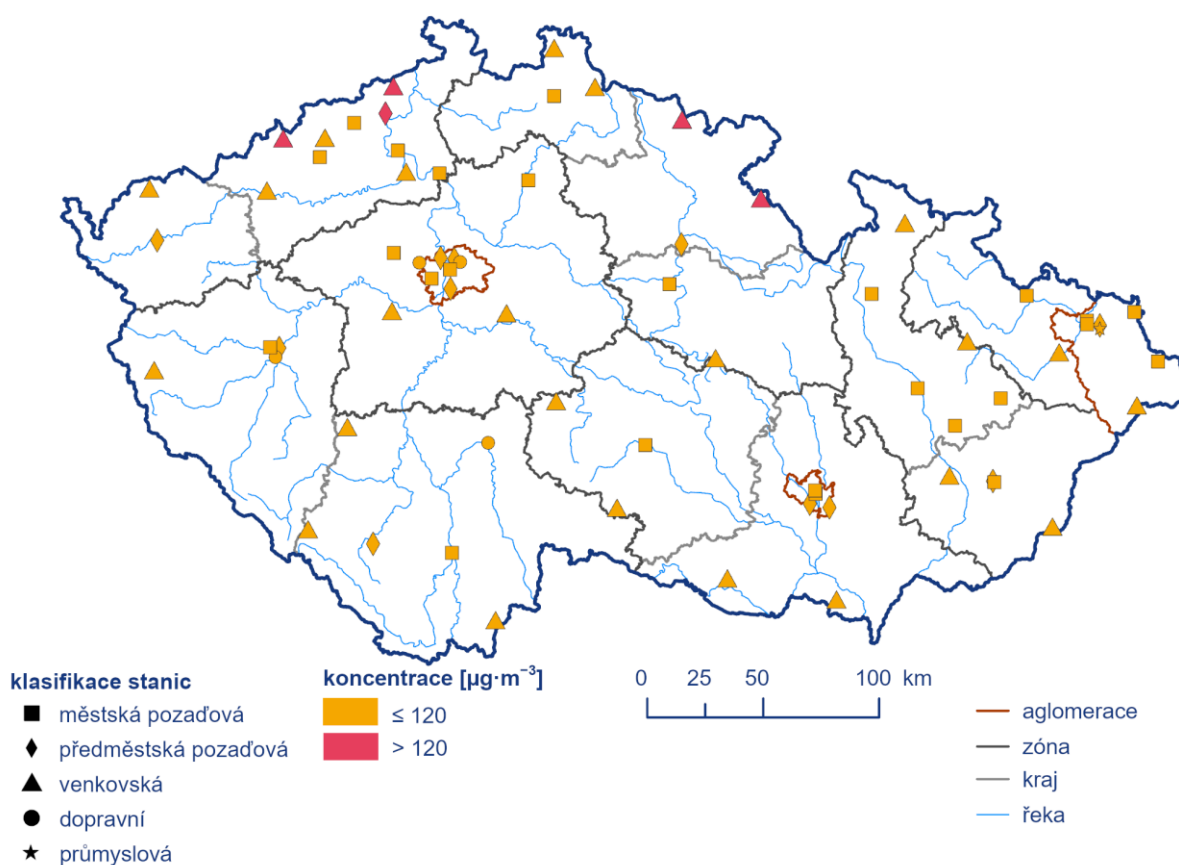 klasifikace stanic
městská pozaďová
předměstská pozaďová
venkovská
dopravní
průmyslová
koncentrace [µg·m⁻³]
≤ 120
> 120
0 25 50 100 km
aglomerace
zóna
kraj
řeka